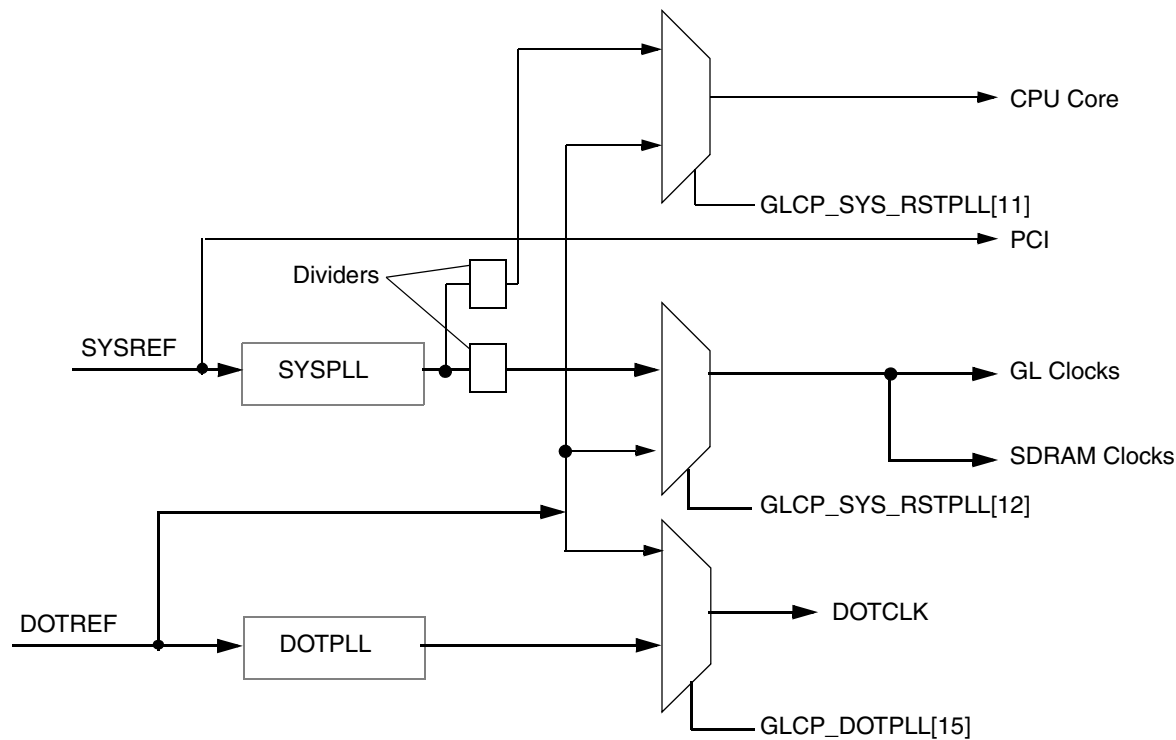 CPU Core
GLCP_SYS_RSTPLL[11]
PCI
Dividers
SYSREF
SYSPLL
GL Clocks
SDRAM Clocks
GLCP_SYS_RSTPLL[12]
DOTREF
DOTPLL
DOTCLK
GLCP_DOTPLL[15]